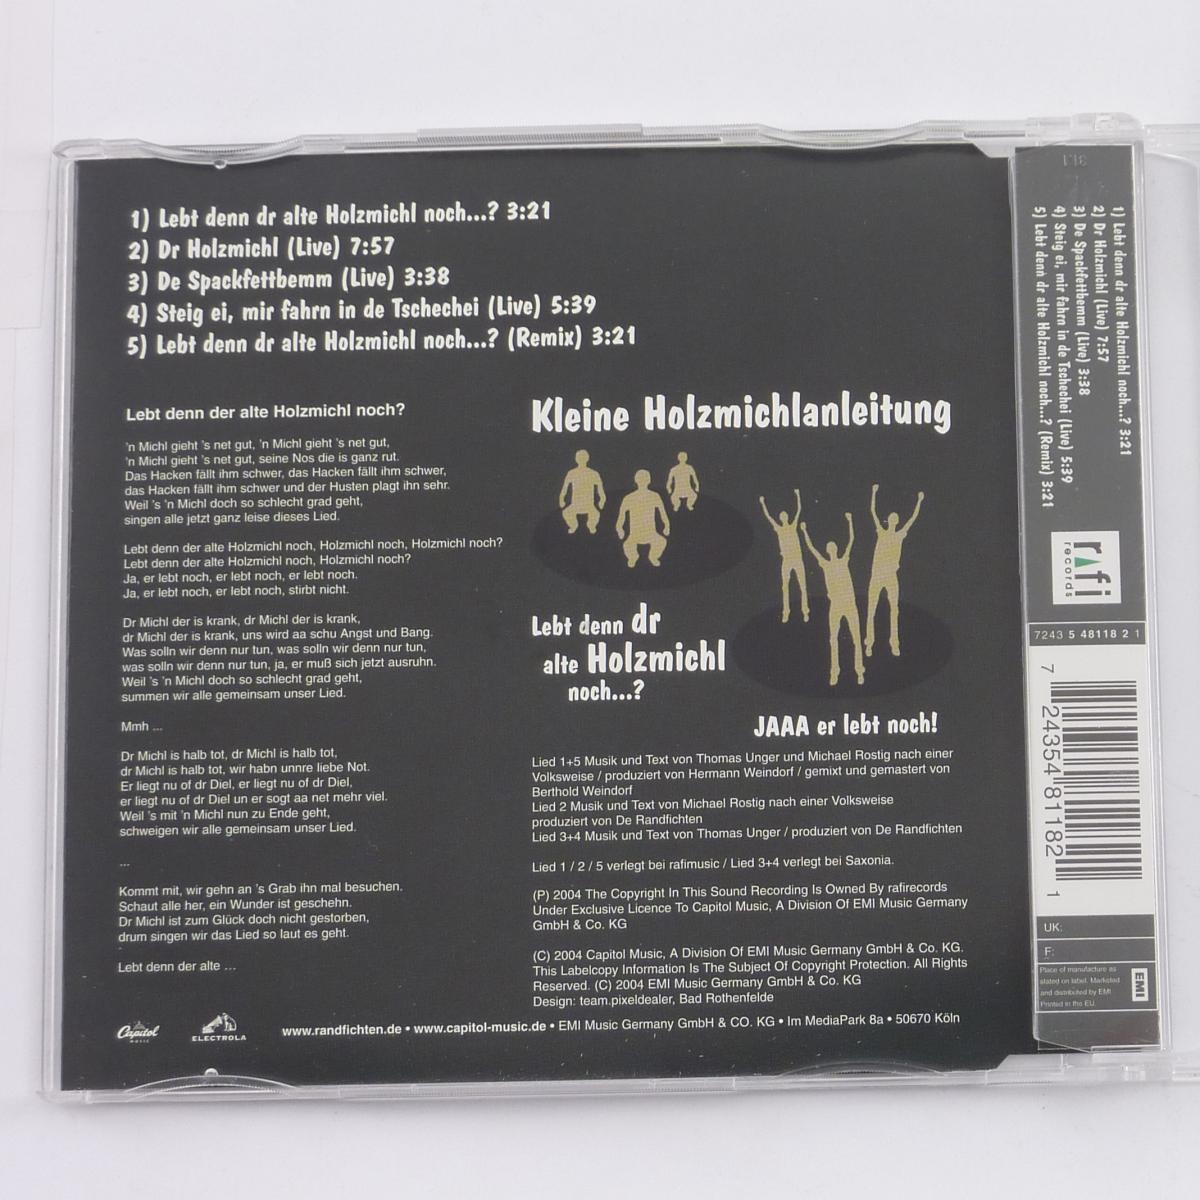 1) Lebt denn dr alte Holzmichl noch...? 3:21
2) Dr Holzmichl (Live) 7:57
3) De Spackfettbemm (Live) 3:38
4) Steig ei, mir fahrn in de Tschechei (Live) 5:39
5) Lebt denn dr alte Holzmichl noch...? (Remix) 3:21
Lebt denn der alte Holzmichl noch?
'n Michl gieht 's net gut, 'n Michl gieht 's net gut,
'n Michl gieht 's net gut, seine Nos die is ganz rut.
Das Hacken fällt ihm schwer, das Hacken fällt ihm schwer,
das Hacken fällt ihm schwer und der Husten plagt ihn sehr.
Weil 's 'n Michl doch so schlecht grad geht,
singen alle jetzt ganz leise dieses Lied.
Lebt denn der alte Holzmichl noch, Holzmichl noch, Holzmichl noch?
Lebt denn der alte Holzmichl noch, Holzmichl noch?
Ja, er lebt noch, er lebt noch, er lebt noch.
Ja, er lebt noch, er lebt noch, stirbt nicht.
Dr Michl der is krank, dr Michl der is krank,
dr Michl der is krank, uns wird aa schu Angst und Bang.
Was solln wir denn nur tun, was solln wir denn nur tun,
was solln wir denn nur tun, ja, er muß sich jetzt ausruhn.
Weil 's 'n Michl doch so schlecht grad geht,
summen wir alle gemeinsam unser Lied.
Mmh ...
Dr Michl is halb tot, dr Michl is halb tot,
dr Michl is halb tot, wir habn unnre liebe Not.
Er liegt nu of dr Diel, er liegt nu of dr Diel,
er liegt nu of dr Diel un er sogt aa net mehr viel.
Weil 's mit 'n Michl nun zu Ende geht,
schweigen wir alle gemeinsam unser Lied.
...
Kommt mit, wir gehn an 's Grab ihn mal besuchen.
Schaut alle her, ein Wunder ist geschehn.
Dr Michl ist zum Glück doch nicht gestorben,
drum singen wir das Lied so laut es geht.
Lebt denn der alte ...
Kleine Holzmichlanleitung
Lebt denn dr
alte Holzmichl
noch...?
JAAA er lebt noch!
Lied 1+5 Musik und Text von Thomas Unger und Michael Rostig nach einer
Volksweise / produziert von Hermann Weindorf / gemixt und gemastert von
Berthold Weindorf
Lied 2 Musik und Text von Michael Rostig nach einer Volksweise
produziert von De Randfichten
Lied 3+4 Musik und Text von Thomas Unger / produziert von De Randfichten
Lied 1 / 2 / 5 verlegt bei rafimusic / Lied 3+4 verlegt bei Saxonia.
(P) 2004 The Copyright In This Sound Recording Is Owned By rafirecords
Under Exclusive Licence To Capitol Music, A Division Of EMI Music Germany
GmbH & Co. KG
(C) 2004 Capitol Music, A Division Of EMI Music Germany GmbH & Co. KG.
This Labelcopy Information Is The Subject Of Copyright Protection. All Rights
Reserved. (C) 2004 EMI Music Germany GmbH & Co. KG
Design: team.pixeldealer, Bad Rothenfelde
Capitol
MUSIC
ELECTROLA
www.randfichten.de • www.capitol-music.de • EMI Music Germany GmbH & CO. KG • Im MediaPark 8a • 50670 Köln
1) Lebt denn dr alte Holzmichl noch...? 3:21
2) Dr Holzmichl (Live) 7:57
3) De Spackfettbemm (Live) 3:38
4) Steig ei, mir fahrn in de Tschechei (Live) 5:39
5) Lebt denn dr alte Holzmichl noch...? (Remix) 3:21
rafi
records
7243 5 48118 2 1
7 24354 81182 1
UK:
F:
Place of manufacture as
stated on label. Marketed
and distributed by EMI
Printed in the EU.
EMI